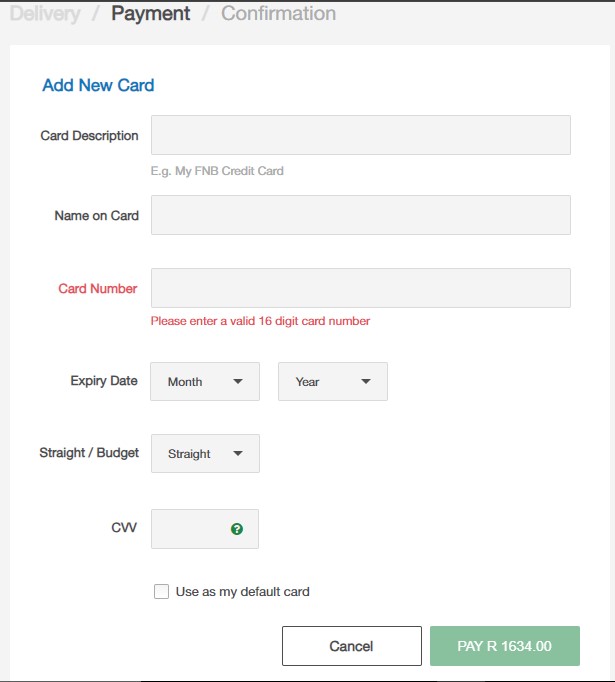 Delivery / Payment / Confirmation
Add New Card
Card Description
E.g. My FNB Credit Card
Name on Card
Card Number
Please enter a valid 16 digit card number
Expiry Date Month Year
Straight / Budget Straight
CVV ?
Use as my default card
Cancel PAY R 1634.00